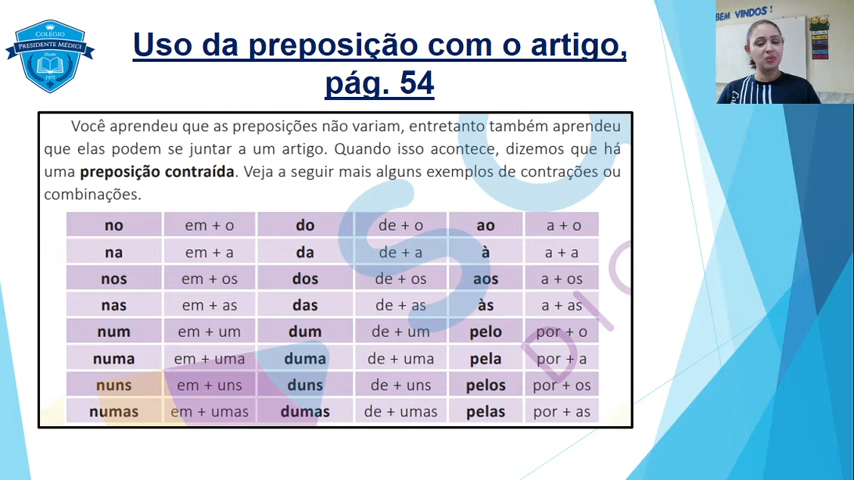 COLÉGIO
PRESIDENTE MÉDICI
Uso da preposição com o artigo,
pág. 54
BEM VINDOS!
Você aprendeu que as preposições não variam, entretanto também aprendeu
que elas podem se juntar a um artigo. Quando isso acontece, dizemos que há
uma preposição contraída. Veja a seguir mais alguns exemplos de contrações ou
combinações.
no em + o do de + o ao a + o
na em + a da de + a à a + a
nos em + os dos de + os aos a + os
nas em + as das de + as às a + as
num em + um dum de + um pelo por + o
numa em + uma duma de + uma pela por + a
nuns em + uns duns de + uns pelos por + os
numas em + umas dumas de + umas pelas por + as